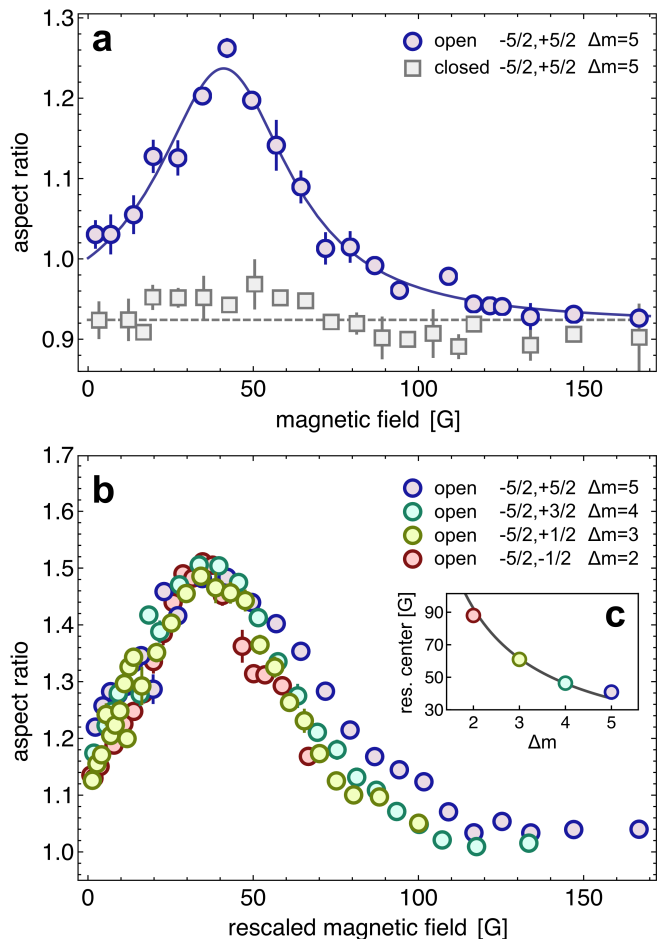 1.3
a
open -5/2,+5/2 Δm=5
closed -5/2,+5/2 Δm=5
1.2
1.1
1.0
0.9
aspect ratio
0 50 100 150
magnetic field [G]
1.7
b
open -5/2,+5/2 Δm=5
open -5/2,+3/2 Δm=4
open -5/2,+1/2 Δm=3
open -5/2,-1/2 Δm=2
1.6
1.5
1.4
1.3
1.2
1.1
1.0
aspect ratio
c
90
70
50
30
res. center [G]
2 3 4 5
Δm
0 50 100 150
rescaled magnetic field [G]